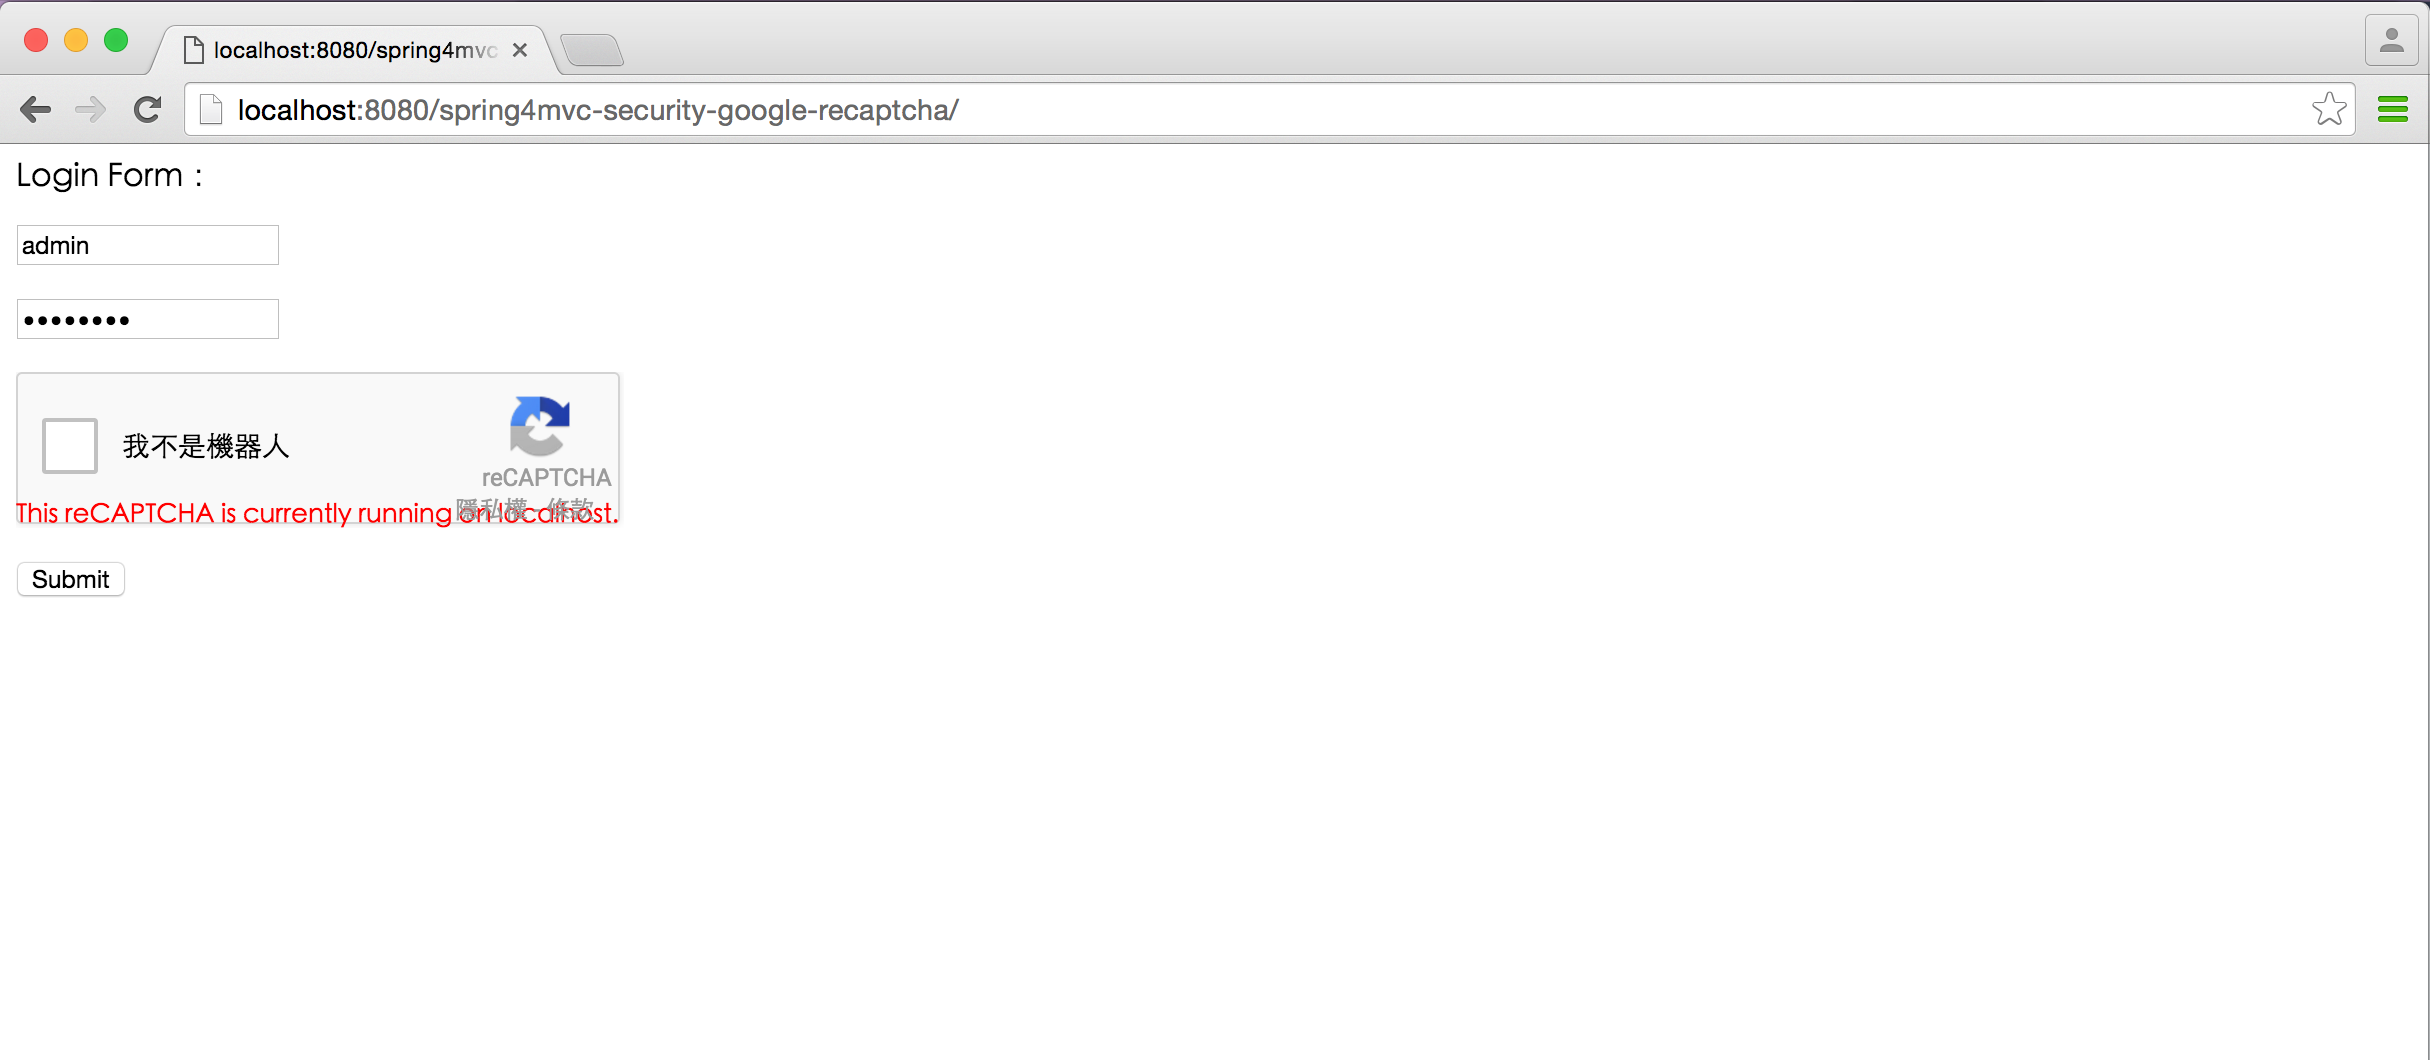 localhost:8080/spring4mvc
localhost:8080/spring4mvc-security-google-recaptcha/
Login Form :
admin
••••••••
我不是機器人
reCAPTCHA
隱私權 - 條款
This reCAPTCHA is currently running on localhost.
Submit